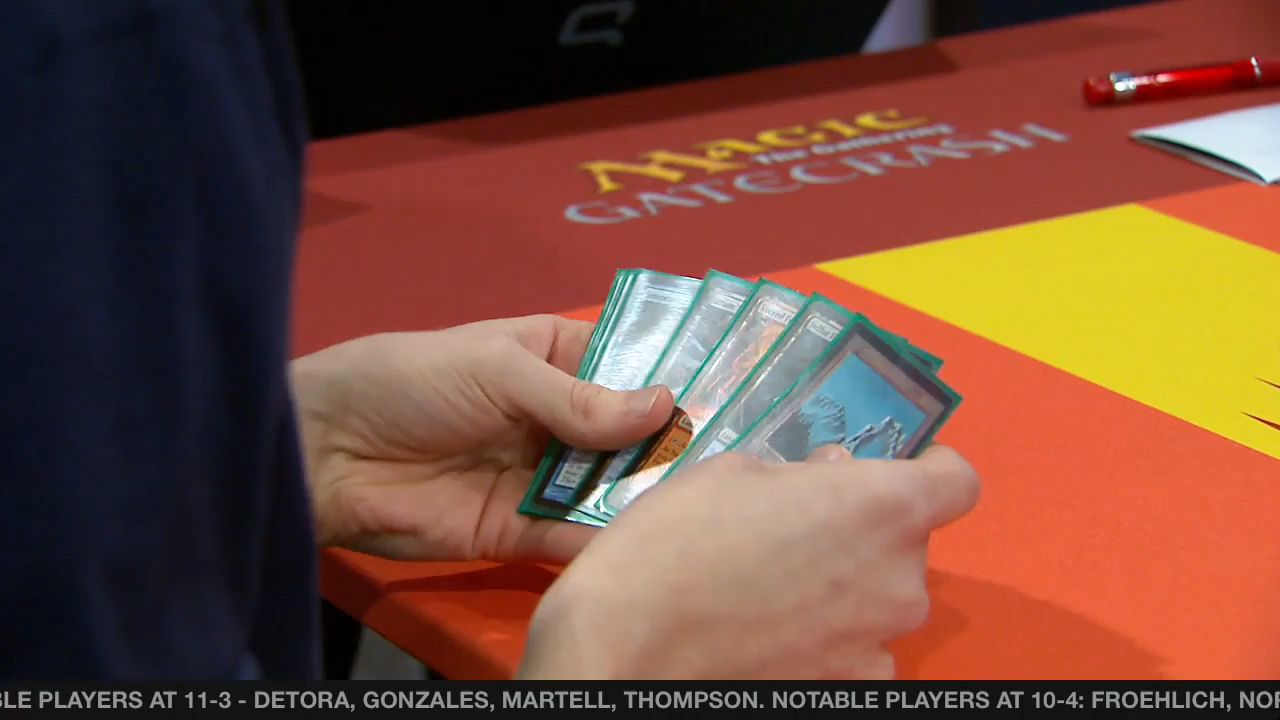 MAGIC
The Gathering
GATECRASH
BLE PLAYERS AT 11-3 - DETORA, GONZALES, MARTELL, THOMPSON. NOTABLE PLAYERS AT 10-4: FROEHLICH, NOR